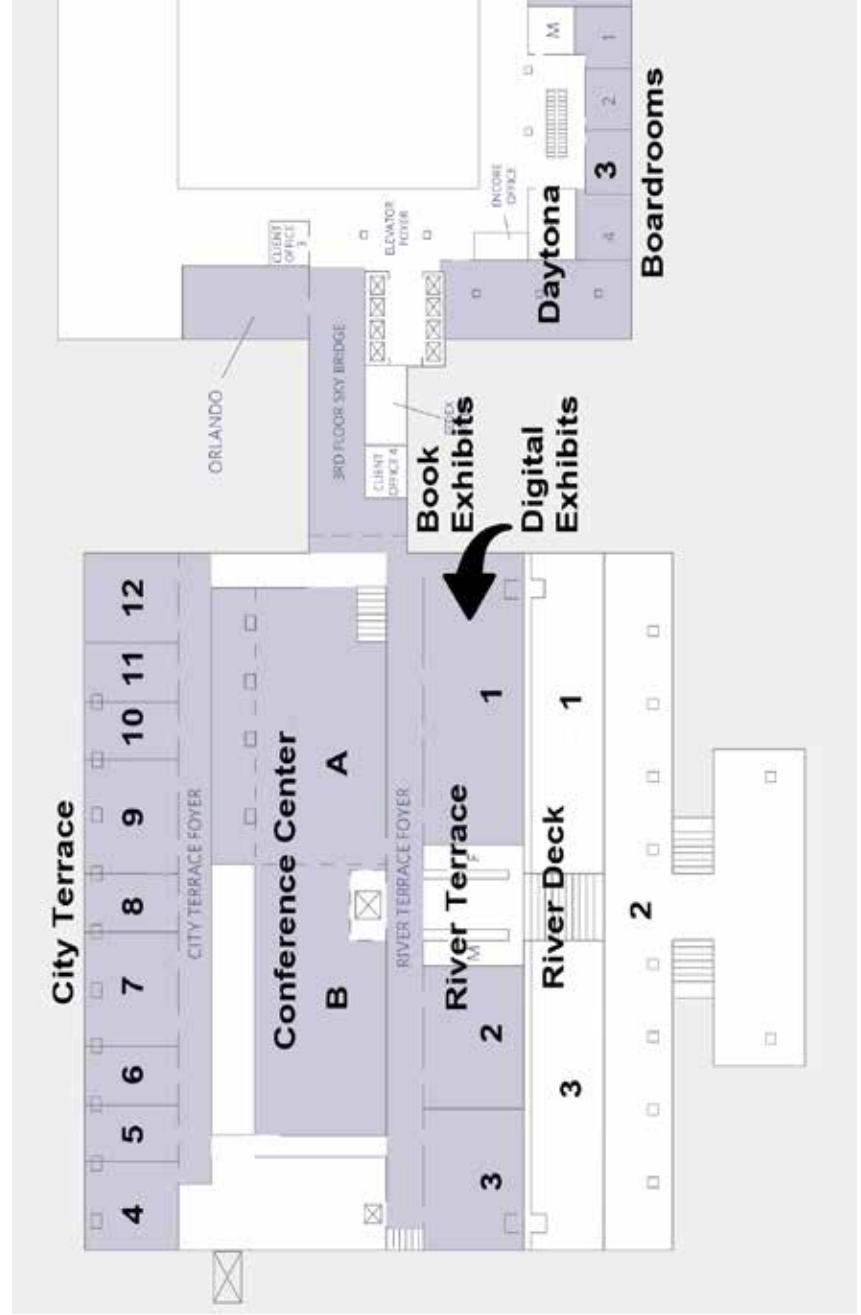 City Terrace
4 5 6 7 8 9 10 11 12
CITY TERRACE FOYER
ORLANDO
Conference Center
B A
CLIENT
OFFICE
3
3RD FLOOR SKY BRIDGE
CLIENT
OFFICE 4
RIVER TERRACE FOYER
ELEVATOR
FOYER
Book
Exhibits
River Terrace
M F
3 2 1
ENCORE
OFFICE
Digital
Exhibits
Daytona
M
River Deck
3 1
4 3 2 1
2
Boardrooms